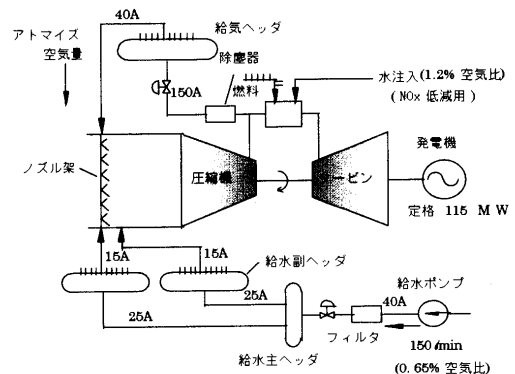 40A
給気ヘッダ
アトマイズ
空気量
除塵器
150A
燃料
水注入(1.2% 空気比)
(NOx 低減用)
発電機
ノズル架
圧縮機
ービン
定格 115 MW
15A
15A
給水副ヘッダ
給水ポンプ
25A
40A
25A
フィルタ
150ℓ/min
給水主ヘッダ
(0.65% 空気比)